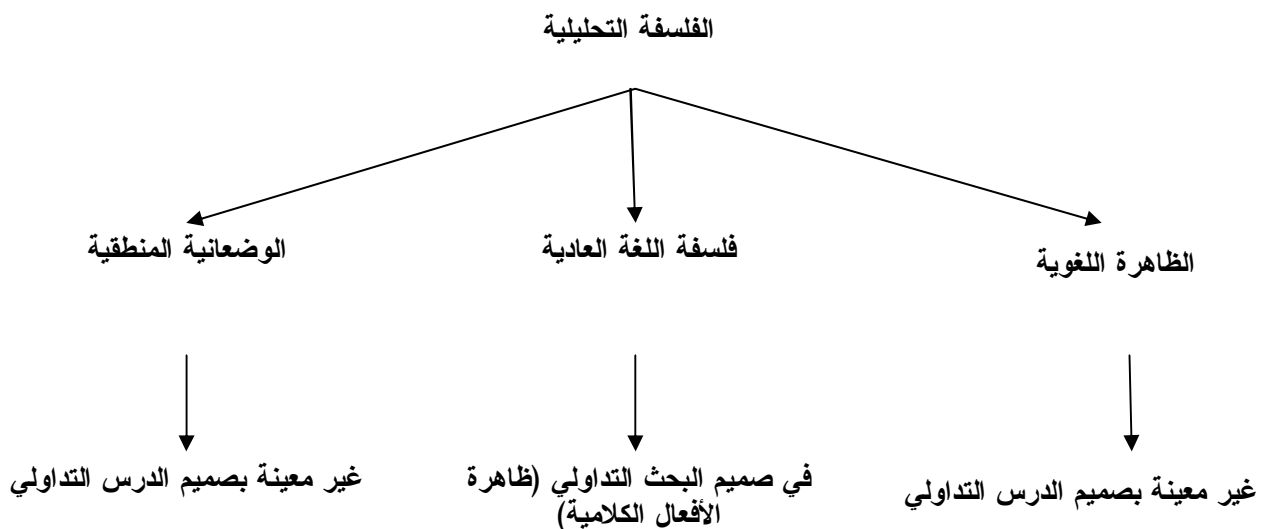 الفلسفة التحليلية
الظاهرة اللغوية
فلسفة اللغة العادية
الوضعانية المنطقية
غير معينة بصميم الدرس التداولي
في صميم البحث التداولي (ظاهرة
الأفعال الكلامية)
غير معينة بصميم الدرس التداولي